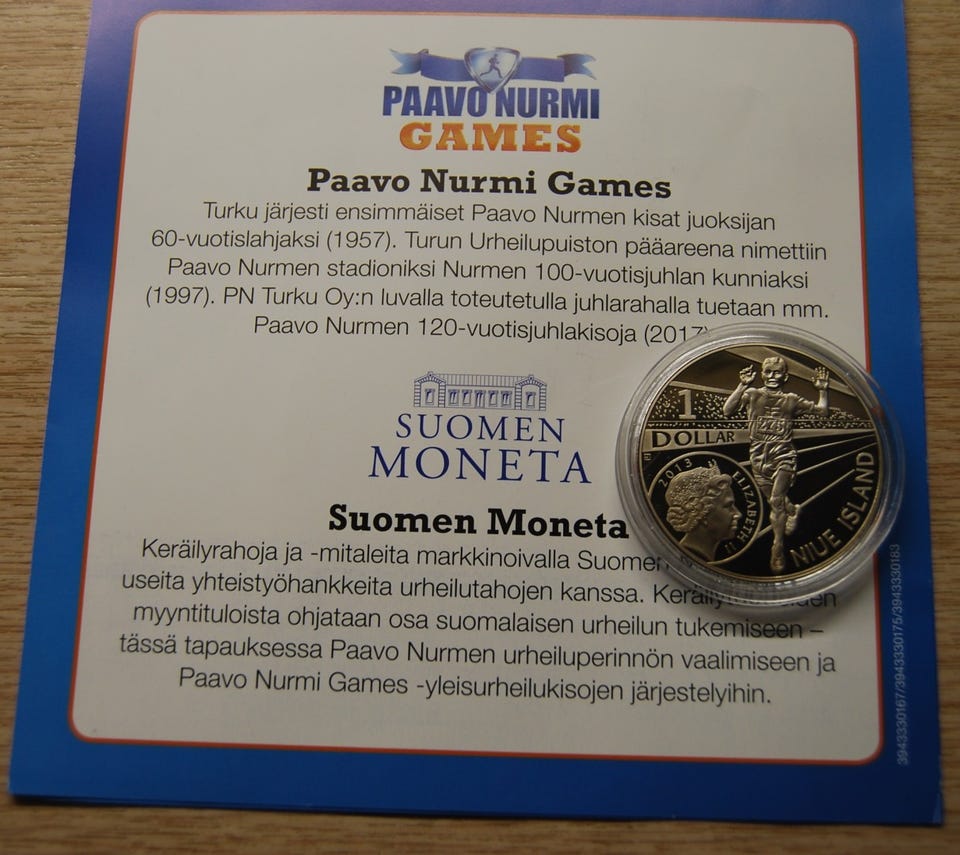 PAAVO NURMI
GAMES
Paavo Nurmi Games
Turku järjesti ensimmäiset Paavo Nurmen kisat juoksijan
60-vuotislahjaksi (1957). Turun Urheilupuiston pääareena nimettiin
Paavo Nurmen stadioniksi Nurmen 100-vuotisjuhlan kunniaksi
(1997). PN Turku Oy:n luvalla toteutetulla juhlarahalla tuetaan mm.
Paavo Nurmen 120-vuotisjuhlakisoja (2017)
SUOMEN
MONETA
Suomen Moneta
Keräilyrahoja ja -mitaleita markkinoivalla Suomen
useita yhteistyöhankkeita urheilutahojen kanssa.
myyntituloista ohjataan osa suomalaisen urheilun tukemiseen –
tässä tapauksessa Paavo Nurmen urheiluperinnön vaalimiseen ja
Paavo Nurmi Games -yleisurheilukisojen järjestelyihin.
1
DOLLAR
2013 ELIZABETH II
NIUE ISLAND
3943330167/3943330175/3943330183